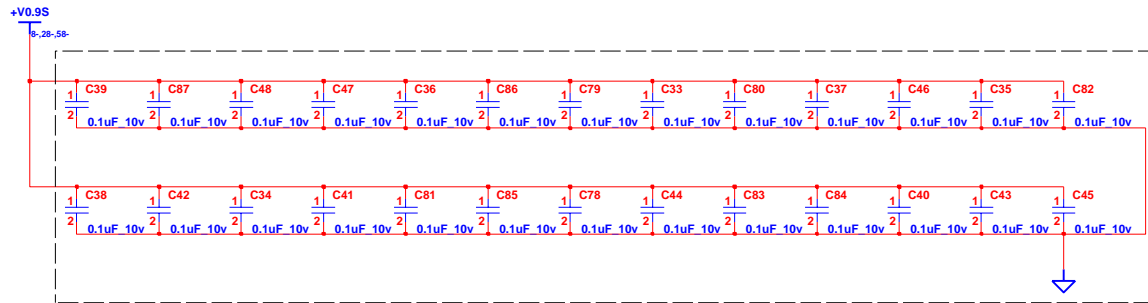 +V0.9S
8-,28-,58-
C39 C87 C48 C47 C36 C86 C79 C33 C80 C37 C46 C35 C82
1 1 1 1 1 1 1 1 1 1 1 1 1
2 2 2 2 2 2 2 2 2 2 2 2 2
0.1uF_10v 0.1uF_10v 0.1uF_10v 0.1uF_10v 0.1uF_10v 0.1uF_10v 0.1uF_10v 0.1uF_10v 0.1uF_10v 0.1uF_10v 0.1uF_10v 0.1uF_10v 0.1uF_10v
C38 C42 C34 C41 C81 C85 C78 C44 C83 C84 C40 C43 C45
1 1 1 1 1 1 1 1 1 1 1 1 1
2 2 2 2 2 2 2 2 2 2 2 2 2
0.1uF_10v 0.1uF_10v 0.1uF_10v 0.1uF_10v 0.1uF_10v 0.1uF_10v 0.1uF_10v 0.1uF_10v 0.1uF_10v 0.1uF_10v 0.1uF_10v 0.1uF_10v 0.1uF_10v